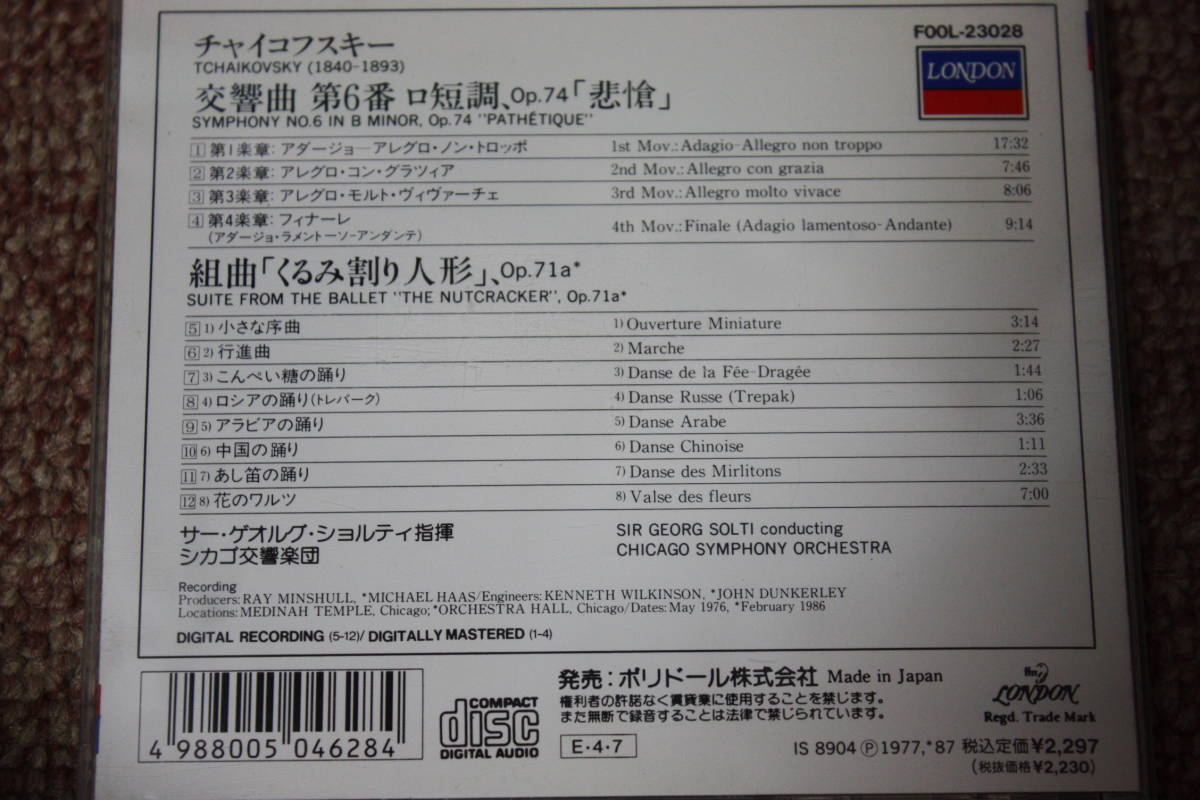 FOOL-23028
LONDON
チャイコフスキー
TCHAIKOVSKY (1840-1893)
交響曲 第6番 ロ短調、Op.74「悲愴」
SYMPHONY NO.6 IN B MINOR, Op.74 "PATHÉTIQUE"
1 第1楽章: アダージョ―アレグロ・ノン・トロッポ 1st Mov.: Adagio-Allegro non troppo 17:32
2 第2楽章: アレグロ・コン・グラツィア 2nd Mov.: Allegro con grazia 7:46
3 第3楽章: アレグロ・モルト・ヴィヴァーチェ 3rd Mov.: Allegro molto vivace 8:06
4 第4楽章: フィナーレ 4th Mov.: Finale (Adagio lamentoso-Andante) 9:14
(アダージョ・ラメントーソ-アンダンテ)
組曲「くるみ割り人形」、Op.71a*
SUITE FROM THE BALLET "THE NUTCRACKER", Op.71a*
5 1) 小さな序曲 1) Ouverture Miniature 3:14
6 2) 行進曲 2) Marche 2:27
7 3) こんぺい糖の踊り 3) Danse de la Fée-Dragée 1:44
8 4) ロシアの踊り(トレパーク) 4) Danse Russe (Trepak) 1:06
9 5) アラビアの踊り 5) Danse Arabe 3:36
10 6) 中国の踊り 6) Danse Chinoise 1:11
11 7) あし笛の踊り 7) Danse des Mirlitons 2:33
12 8) 花のワルツ 8) Valse des fleurs 7:00
サー・ゲオルグ・ショルティ指揮 SIR GEORG SOLTI conducting
シカゴ交響楽団 CHICAGO SYMPHONY ORCHESTRA
Recording
Producers: RAY MINSHULL, *MICHAEL HAAS/Engineers: KENNETH WILKINSON, *JOHN DUNKERLEY
Locations: MEDINAH TEMPLE, Chicago; *ORCHESTRA HALL, Chicago/Dates: May 1976, *February 1986
DIGITAL RECORDING (5-12)/DIGITALLY MASTERED (1-4)
4 988005 046284
COMPACT
disc
DIGITAL AUDIO
発売: ポリドール株式会社 Made in Japan
権利者の許諾なく賃貸業に使用することを禁じます。
また無断で録音することは法律で禁じられています。
E・4・7
LONDON
Regd. Trade Mark
IS 8904 Ⓟ 1977,*87 税込定価¥2,297
(税抜価格¥2,230)